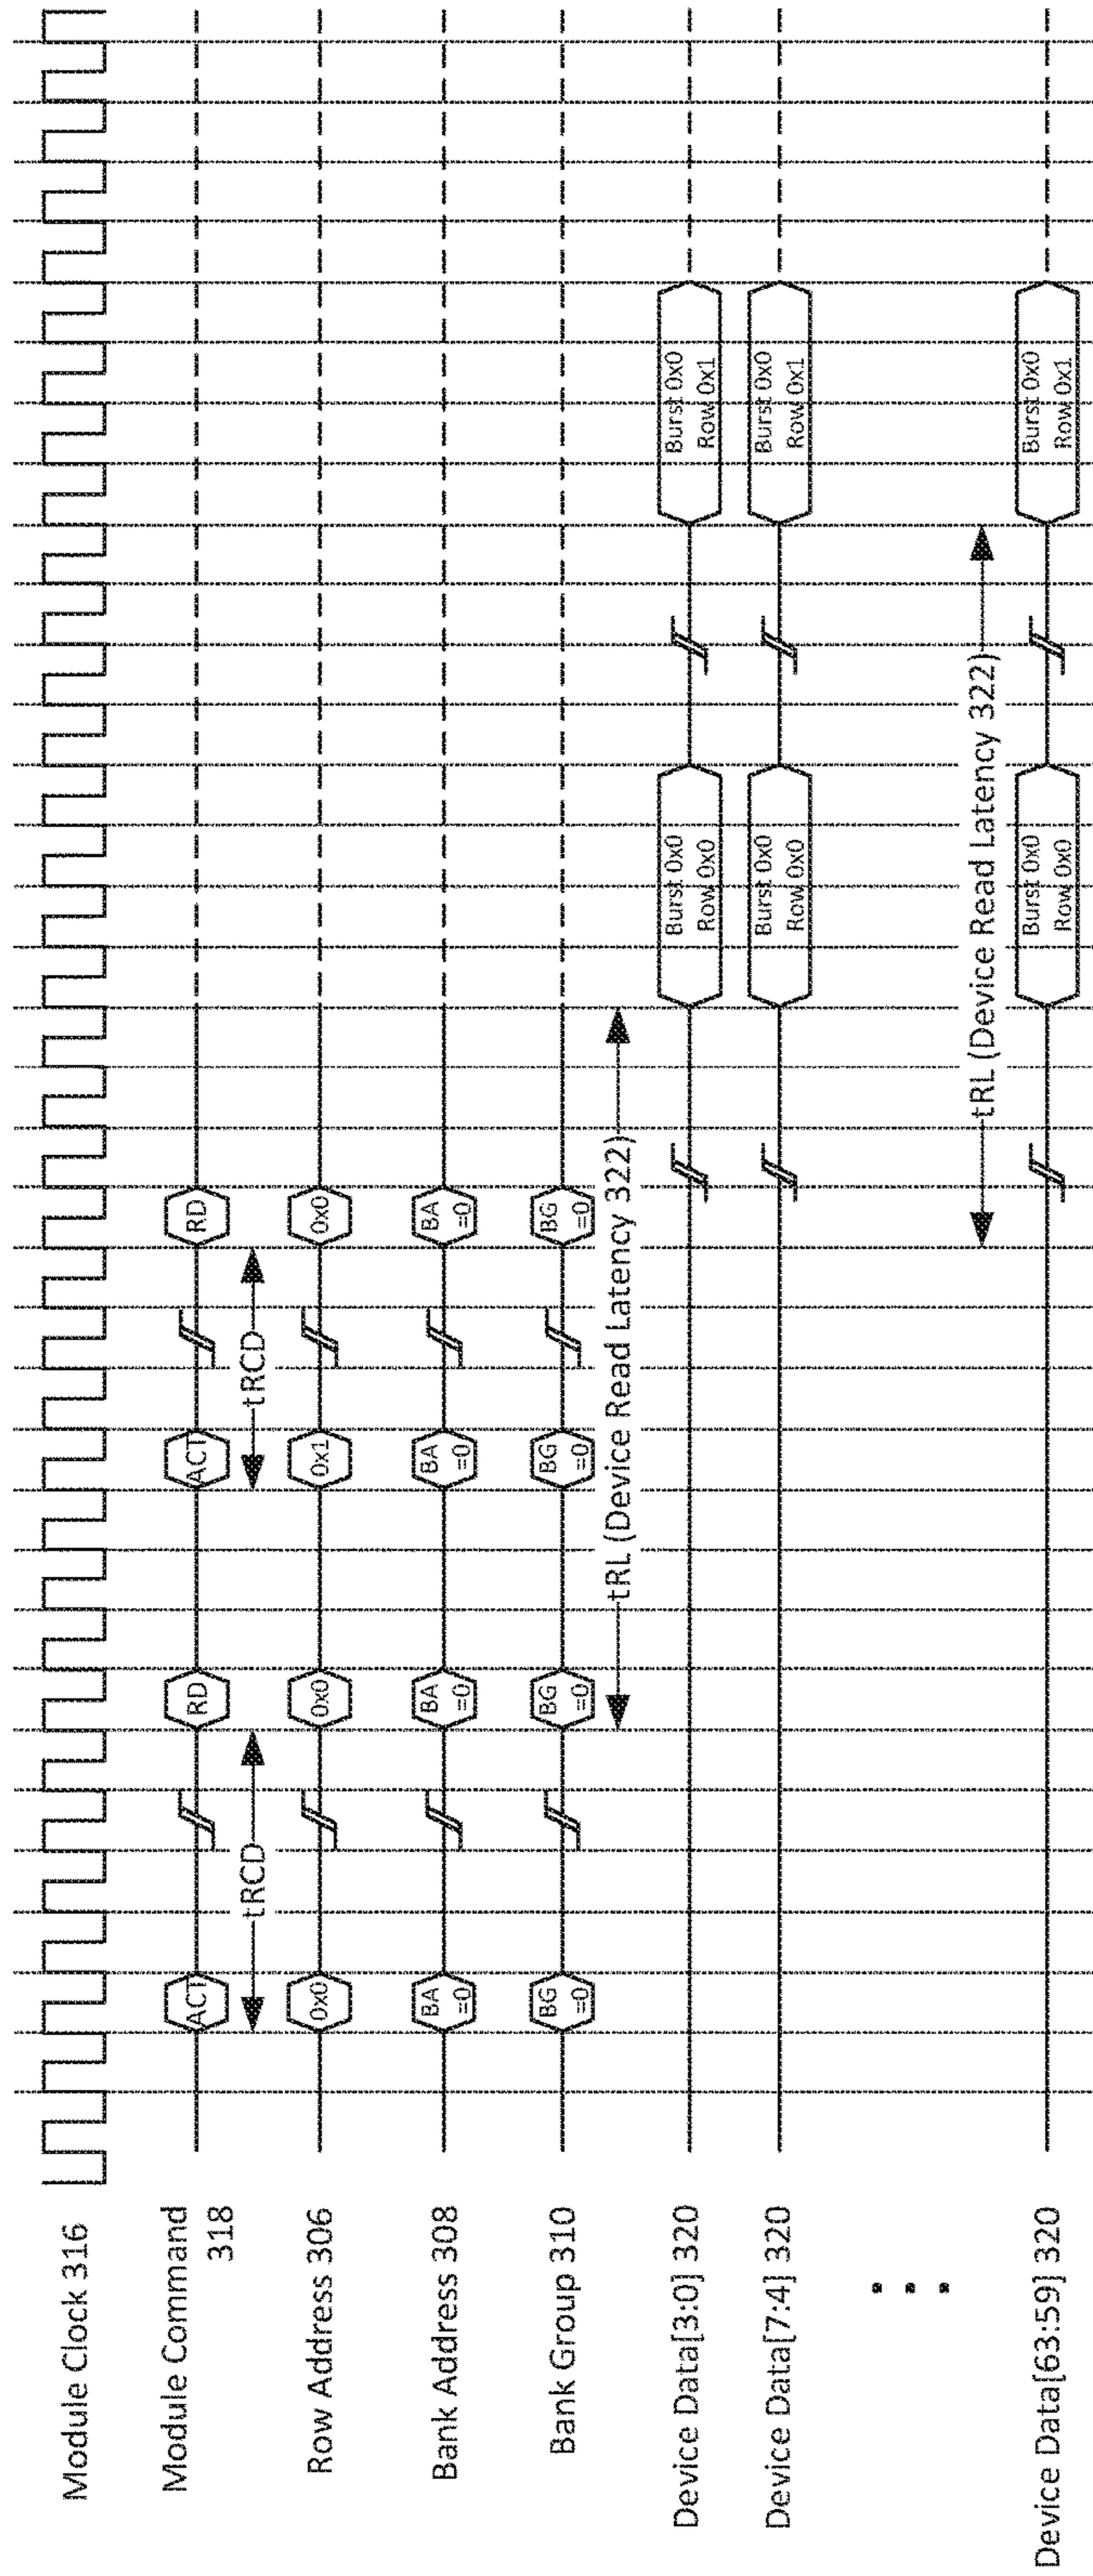 Module Clock 316
Module Command
318
ACT
RD
ACT
RD
tRCD
tRCD
Row Address 306
0x0
0x0
0x1
0x0
Bank Address 308
BA
=0
BA
=0
BA
=0
BA
=0
Bank Group 310
BG
=0
BG
=0
BG
=0
BG
=0
tRL (Device Read Latency 322)
Device Data[3:0] 320
Burst 0x0
Row 0x0
Burst 0x0
Row 0x1
Device Data[7:4] 320
Burst 0x0
Row 0x0
Burst 0x0
Row 0x1
tRL (Device Read Latency 322)
Device Data[63:59] 320
Burst 0x0
Row 0x0
Burst 0x0
Row 0x1